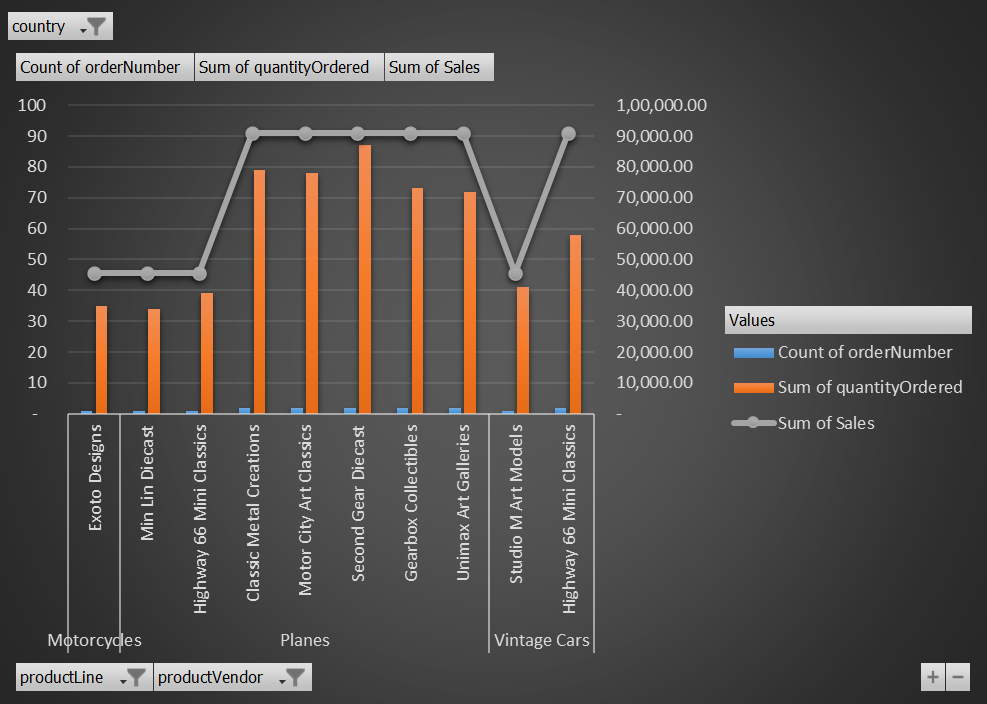 country
Count of orderNumber Sum of quantityOrdered Sum of Sales
100 1,00,000.00
90 90,000.00
80 80,000.00
70 70,000.00
60 60,000.00
50 50,000.00
40 40,000.00
30 30,000.00
20 20,000.00
10 10,000.00
- -
Values
Count of orderNumber
Sum of quantityOrdered
Sum of Sales
Exoto Designs
Min Lin Diecast
Highway 66 Mini Classics
Classic Metal Creations
Motor City Art Classics
Second Gear Diecast
Gearbox Collectibles
Unimax Art Galleries
Studio M Art Models
Highway 66 Mini Classics
Motorcycles Planes Vintage Cars
productLine productVendor
+ -